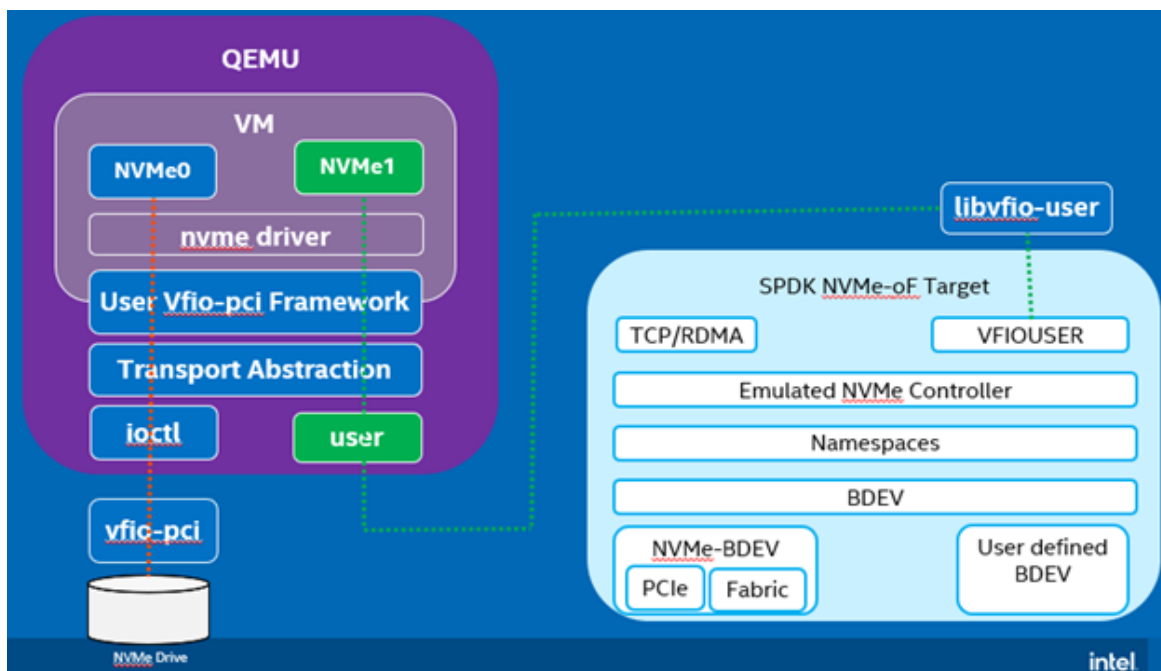 QEMU
VM
NVMe0
NVMe1
nvme driver
User Vfio-pci Framework
Transport Abstraction
ioctl
user
vfio-pci
NVMe Drive
libvfio-user
SPDK NVMe-oF Target
TCP/RDMA
VFIOUSER
Emulated NVMe Controller
Namespaces
BDEV
NVMe-BDEV
PCIe
Fabric
User defined
BDEV
intel